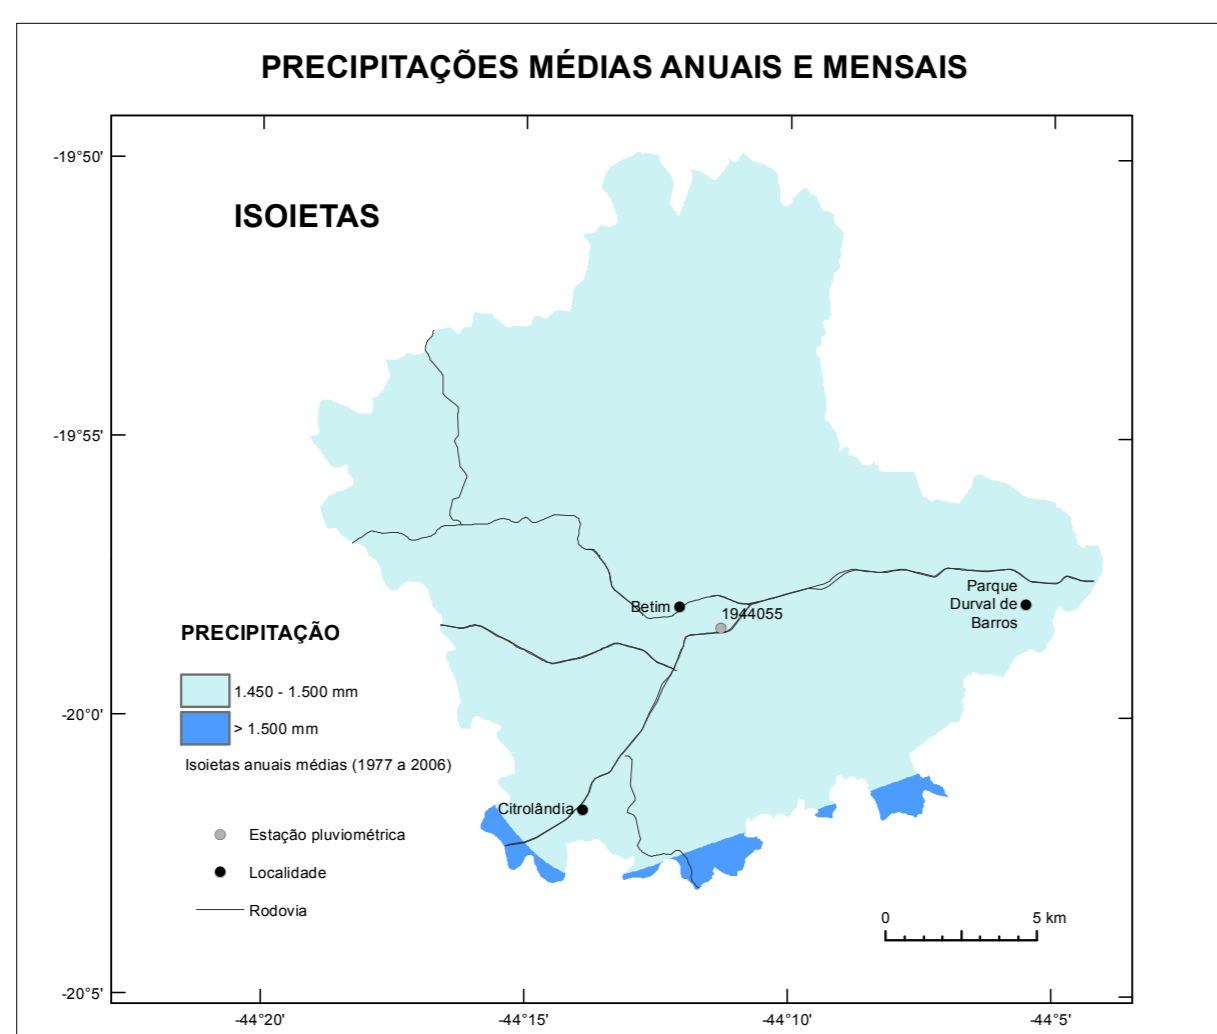 PRECIPITAÇÕES MÉDIAS ANUAIS E MENSAIS
-19°50'
ISOIETAS
-19°55'
Betim
1944055
Parque
Durval de
Barros
PRECIPITAÇÃO
1.450 - 1.500 mm
-20°0'
> 1.500 mm
Isoietas anuais médias (1977 a 2006)
Citrolândia
Estação pluviométrica
Localidade
Rodovia
0 5 km
-20°5'
-44°20' -44°15' -44°10' -44°5'